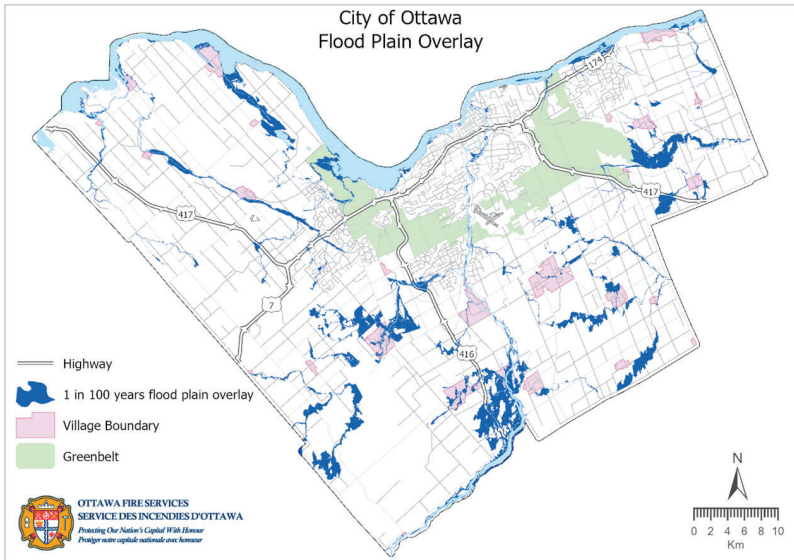 City of Ottawa
Flood Plain Overlay
174
417
417
7
416
Highway
1 in 100 years flood plain overlay
Village Boundary
Greenbelt
OTTAWA FIRE SERVICES
SERVICE DES INCENDIES D'OTTAWA
Protecting Our Nation's Capital With Honour
Protéger notre capitale nationale avec honneur
N
0 2 4 6 8 10
Km